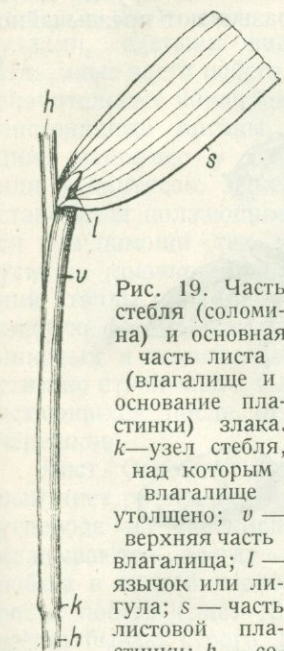 h
s
l
v
Рис. 19. Часть
стебля (соломи-
на) и основная
часть листа
(влагалище и
основание пла-
стинки) злака.
k—узел стебля,
над которым
влагалище
утолщено; v —
верхняя часть
влагалища; l —
язычок или ли-
гула; s — часть
листовой пла-
k
h